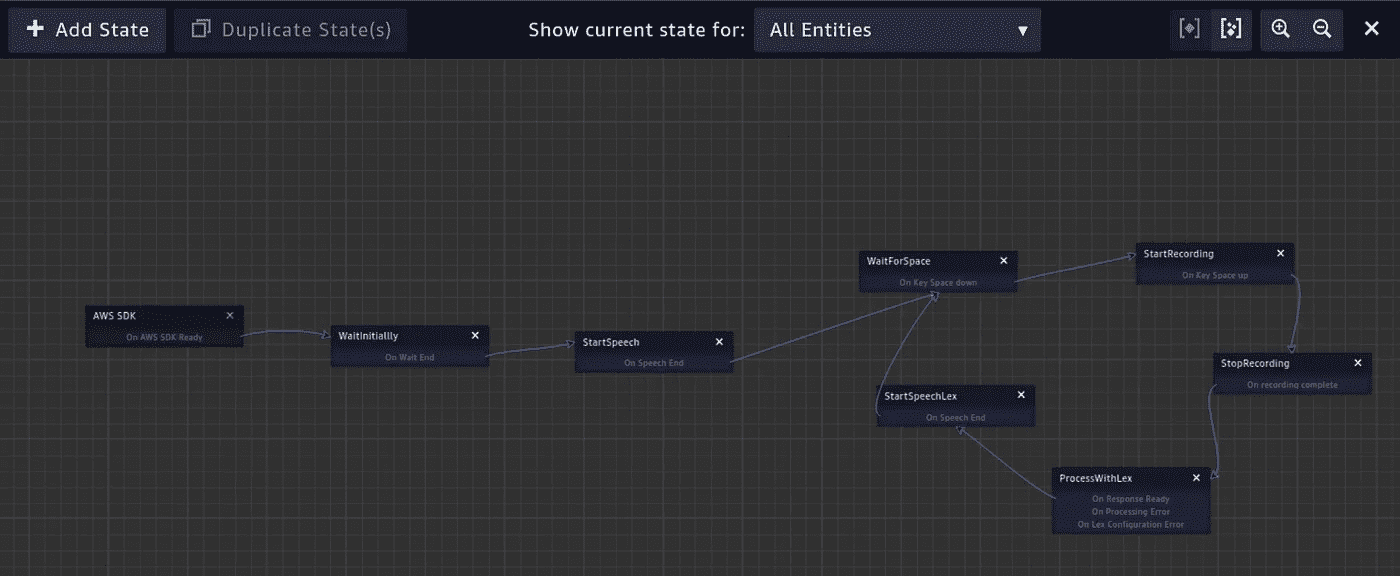 + Add State
Duplicate State(s)
Show current state for:
All Entities
AWS SDK
On AWS SDK Ready
Waitinitiallly
On Wait End
StartSpeech
On Speech End
WaitForSpace
On Key Space down
StartRecording
On Key Space up
StopRecording
On recording complete
StartSpeechLex
On Speech End
ProcessWithLex
On Response Ready
On Processing Error
On Lex Configuration Error